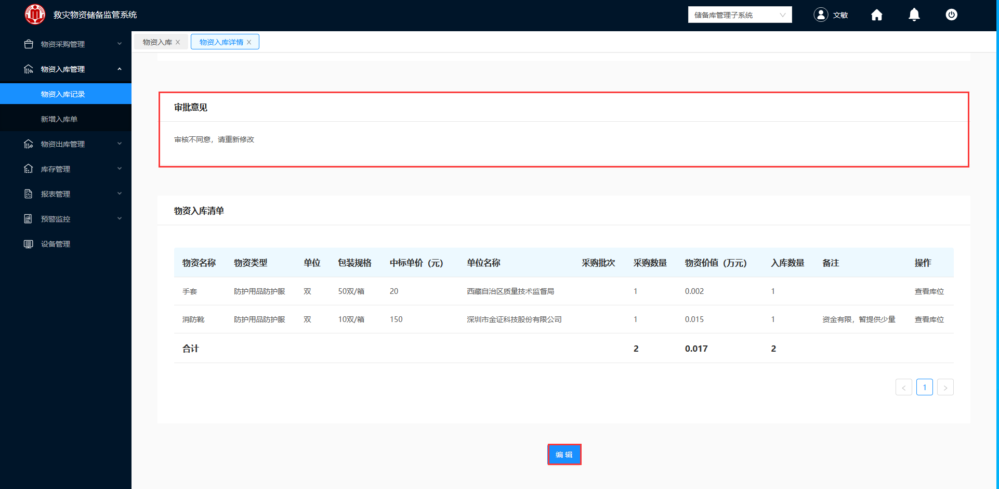 救灾物资储备监管系统
储备库管理子系统
文敏
物资采购管理
物资入库管理
物资入库记录
新增入库单
物资出库管理
库存管理
报表管理
预警监控
设备管理
物资入库
物资入库详情
审批意见
审核不同意，请重新修改
物资入库清单
物资名称 物资类型 单位 包装规格 中标单价（元） 单位名称 采购批次 采购数量 物资价值（万元） 入库数量 备注 操作
手套 防护用品防护服 双 50双/箱 20 西藏自治区质量技术监督局 1 0.002 1 查看库位
消防靴 防护用品防护服 双 10双/箱 150 深圳市金证科技股份有限公司 1 0.015 1 资金有限，暂提供少量 查看库位
合计 2 0.017 2
< 1 >
编 辑